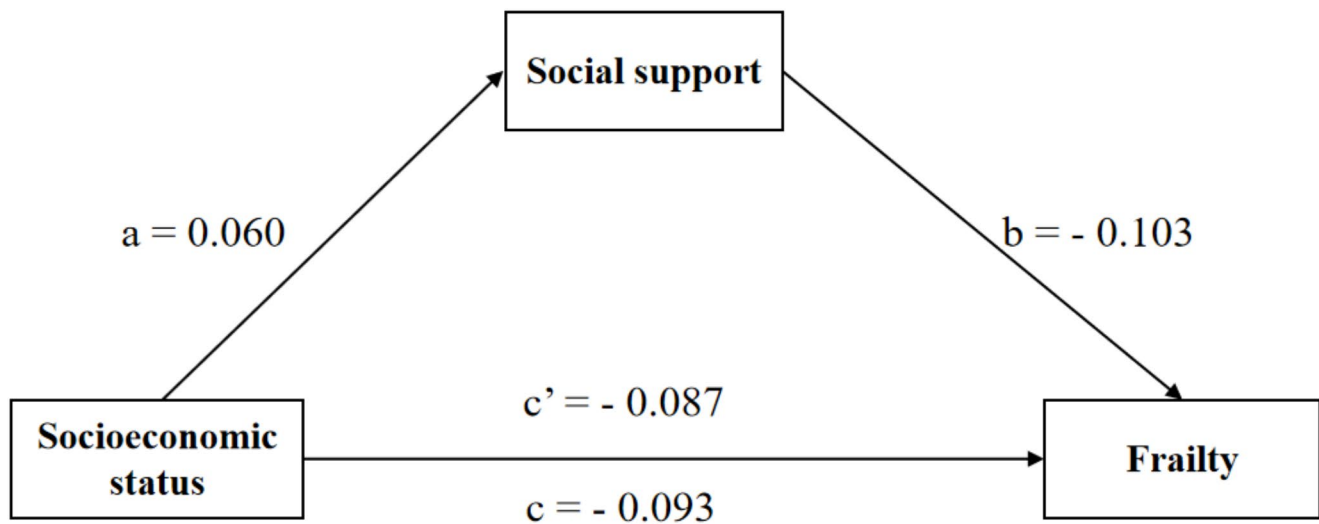 Social support
a = 0.060
b = - 0.103
c’ = - 0.087
Socioeconomic
status
Frailty
c = - 0.093